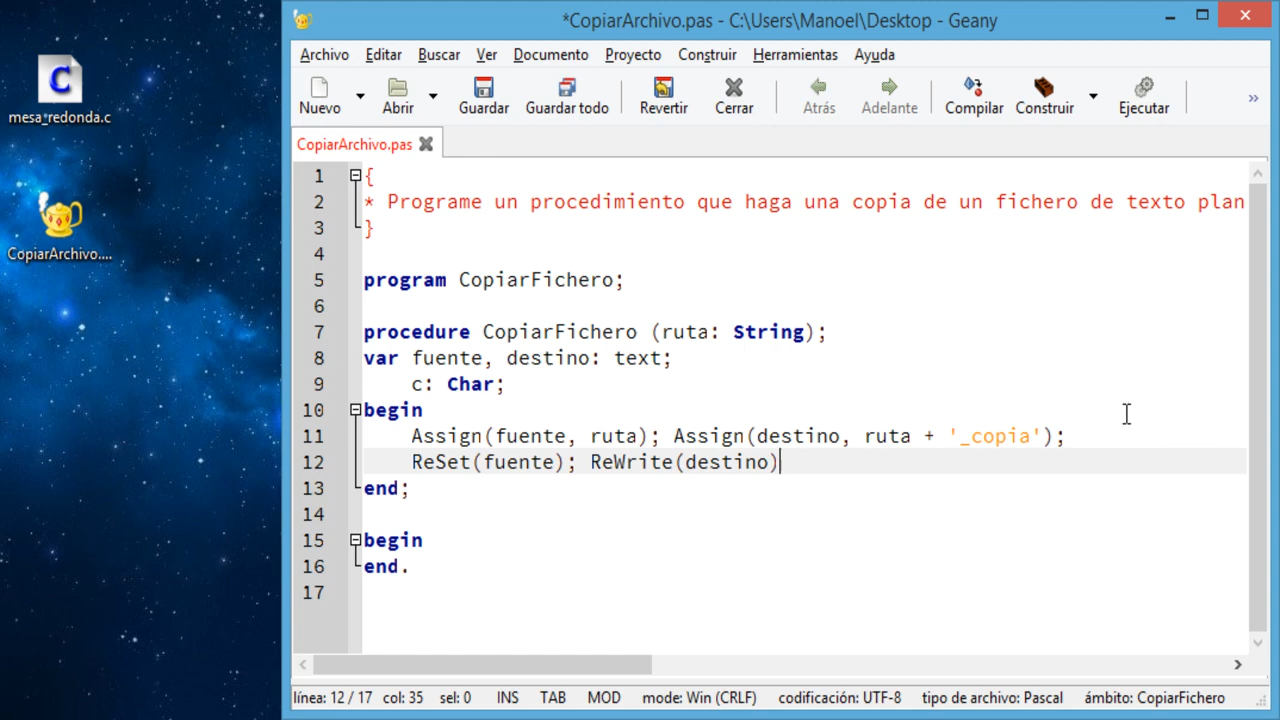 mesa_redonda.c
CopiarArchivo....
*CopiarArchivo.pas - C:\Users\Manoel\Desktop - Geany
Archivo Editar Buscar Ver Documento Proyecto Construir Herramientas Ayuda
Nuevo Abrir Guardar Guardar todo Revertir Cerrar Atrás Adelante Compilar Construir Ejecutar »
CopiarArchivo.pas
1 {
2 * Programe un procedimiento que haga una copia de un fichero de texto plan
3 }
4
5 program CopiarFichero;
6
7 procedure CopiarFichero (ruta: String);
8 var fuente, destino: text;
9 c: Char;
10 begin
11 Assign(fuente, ruta); Assign(destino, ruta + '_copia');
12 ReSet(fuente); ReWrite(destino)
13 end;
14
15 begin
16 end.
17
línea: 12 / 17 col: 35 sel: 0 INS TAB MOD mode: Win (CRLF) codificación: UTF-8 tipo de archivo: Pascal ámbito: CopiarFichero